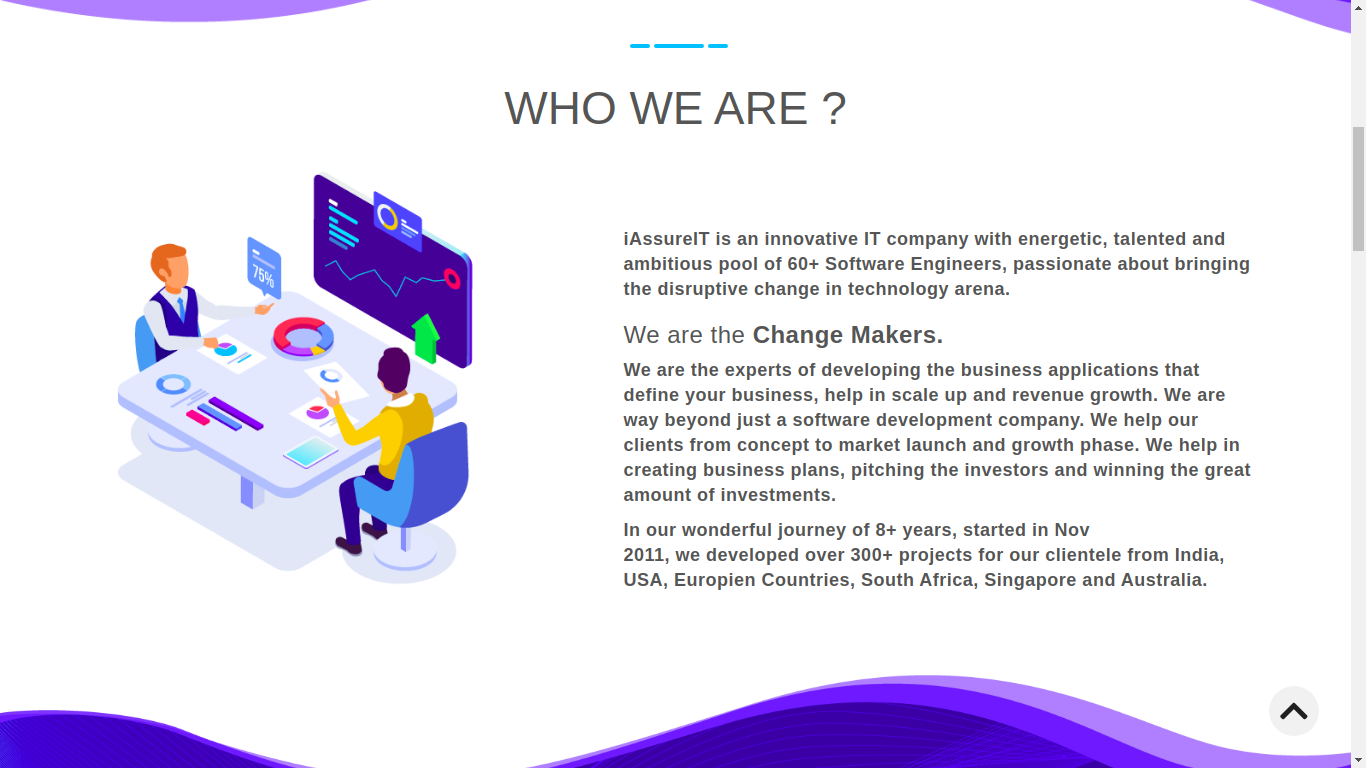 WHO WE ARE ?
75%
iAssureIT is an innovative IT company with energetic, talented and
ambitious pool of 60+ Software Engineers, passionate about bringing
the disruptive change in technology arena.
We are the Change Makers.
We are the experts of developing the business applications that
define your business, help in scale up and revenue growth. We are
way beyond just a software development company. We help our
clients from concept to market launch and growth phase. We help in
creating business plans, pitching the investors and winning the great
amount of investments.
In our wonderful journey of 8+ years, started in Nov
2011, we developed over 300+ projects for our clientele from India,
USA, Europien Countries, South Africa, Singapore and Australia.